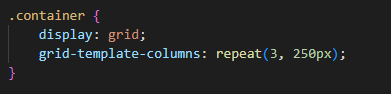 .container {
    display: grid;
    grid-template-columns: repeat(3, 250px);
}